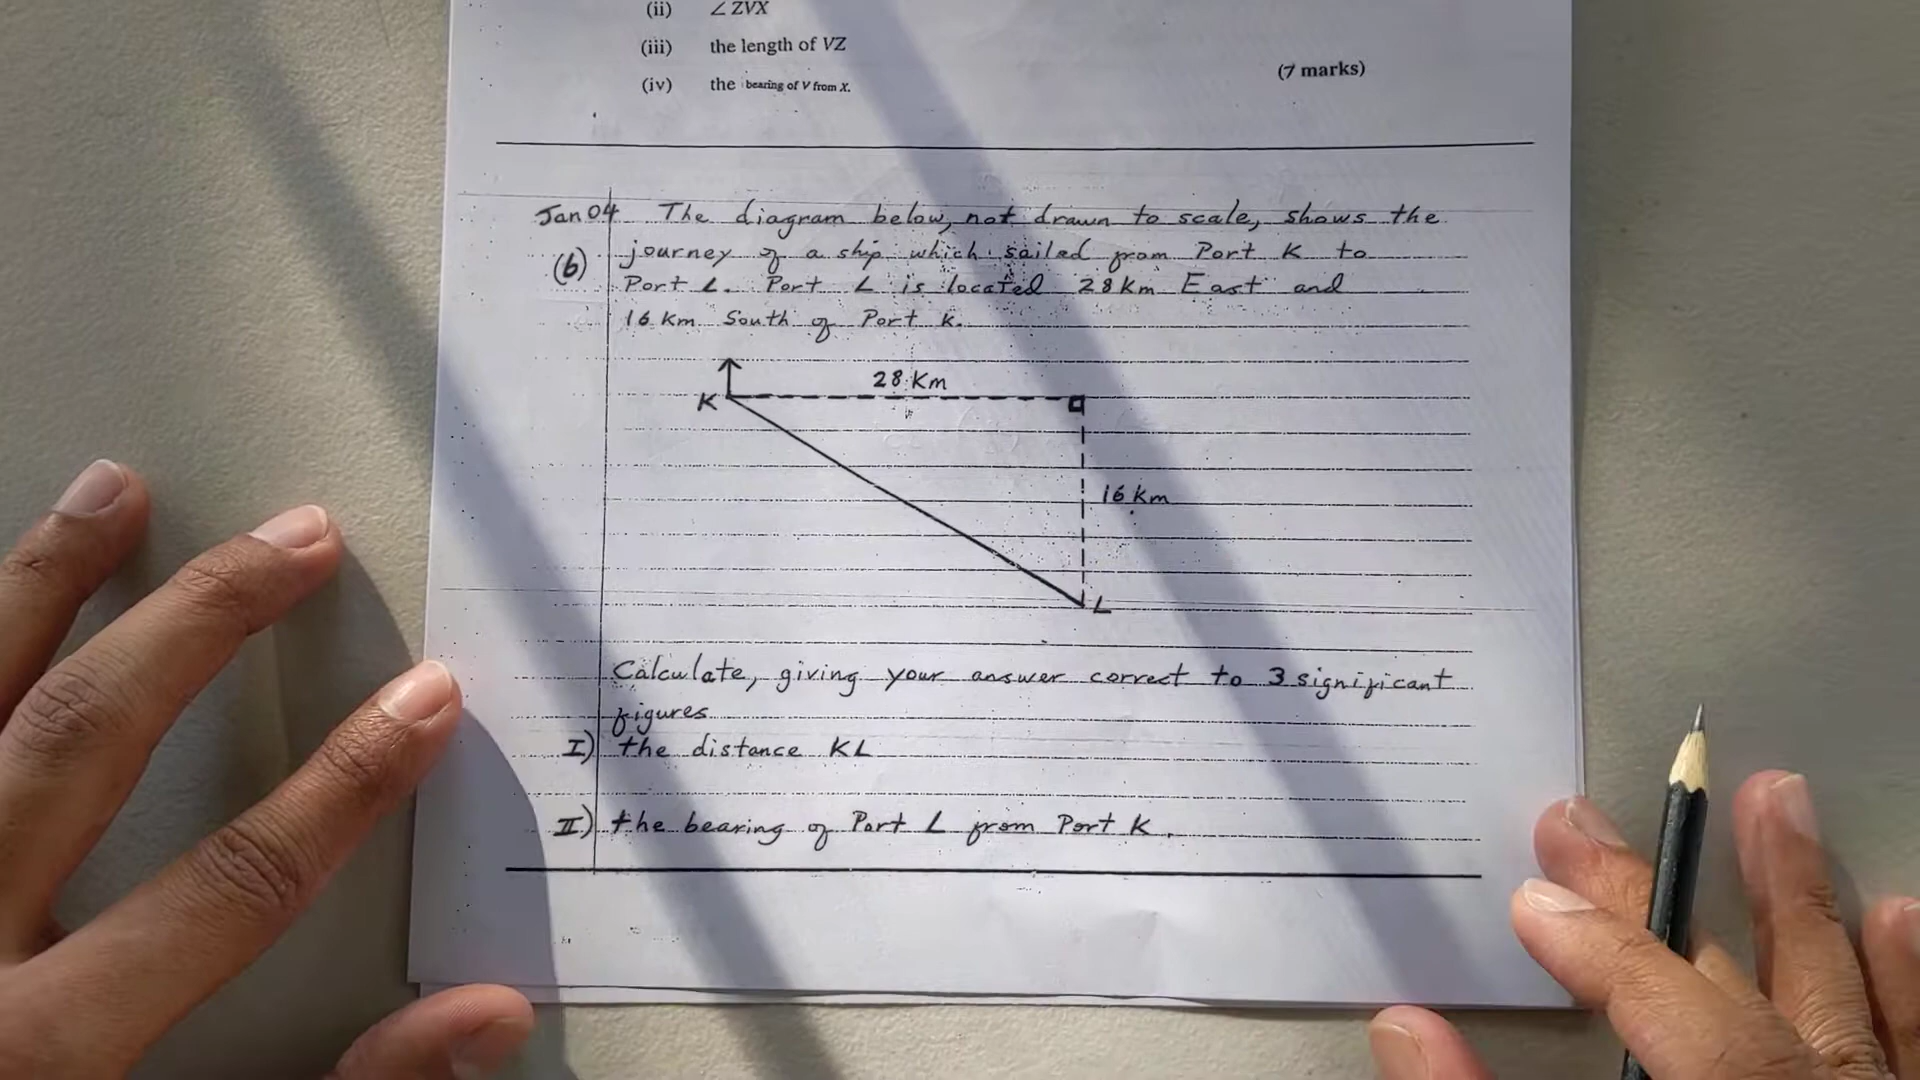 (ii) ∠ZVX
(iii) the length of VZ
(7 marks)
(iv) the bearing of V from X.
Jan 04 The diagram below, not drawn to scale, shows the
(b) journey of a ship which sailed from Port K to
Port L. Port L is located 28km East and
16 Km South of Port K.
28 Km
K
16 km
L
Calculate, giving your answer correct to 3 significant
figures
I) the distance KL
II) the bearing of Port L from Port K.